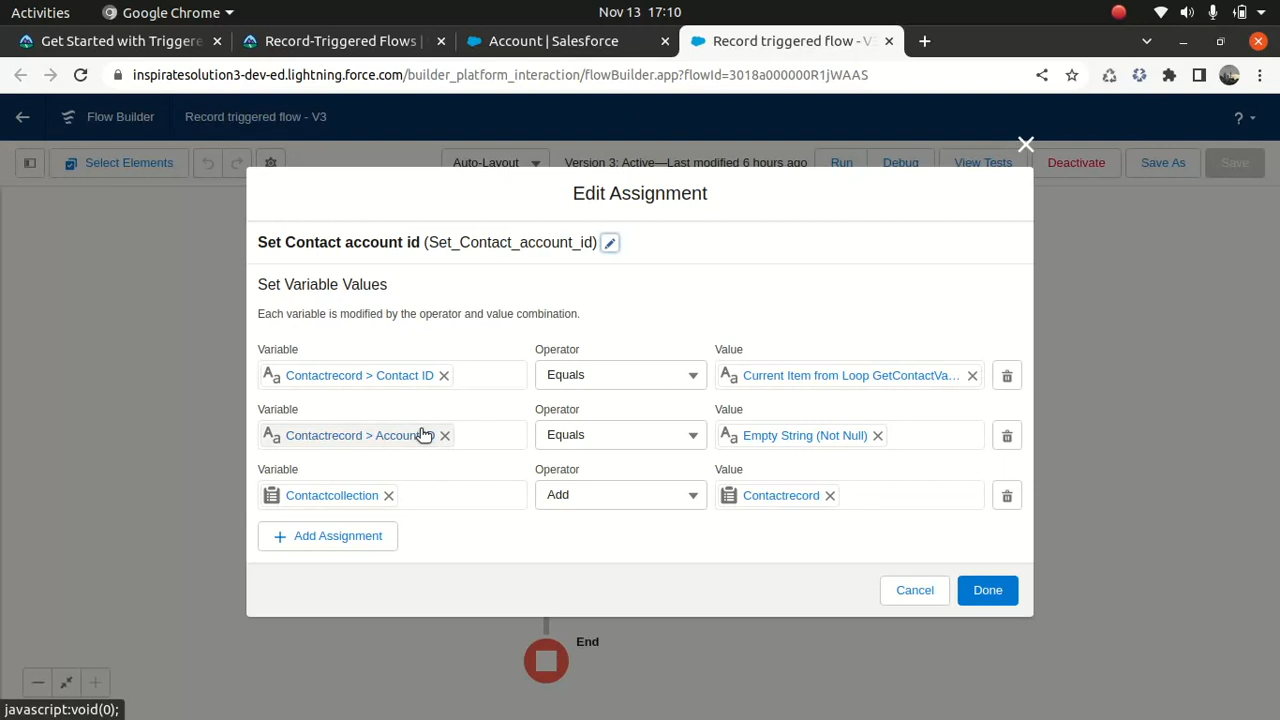 Activities
Google Chrome
Nov 13 17:10
Get Started with Triggere
Record-Triggered Flows |
Account | Salesforce
Record triggered flow - V3
inspiratesolution3-dev-ed.lightning.force.com/builder_platform_interaction/flowBuilder.app?flowId=3018a000000R1jWAAS
Flow Builder
Record triggered flow - V3
?
Select Elements
Auto-Layout
Version 3: Active—Last modified 6 hours ago
Run
Debug
View Tests
Deactivate
Save As
Save
Edit Assignment
Set Contact account id (Set_Contact_account_id)
Set Variable Values
Each variable is modified by the operator and value combination.
Variable
Operator
Value
Aa Contactrecord > Contact ID
Equals
Aa Current Item from Loop GetContactVa...
Variable
Operator
Value
Aa Contactrecord >
Equals
Aa Empty String (Not Null)
Variable
Operator
Value
Contactcollection
Add
Contactrecord
+ Add Assignment
Cancel
Done
End
javascript:void(0);